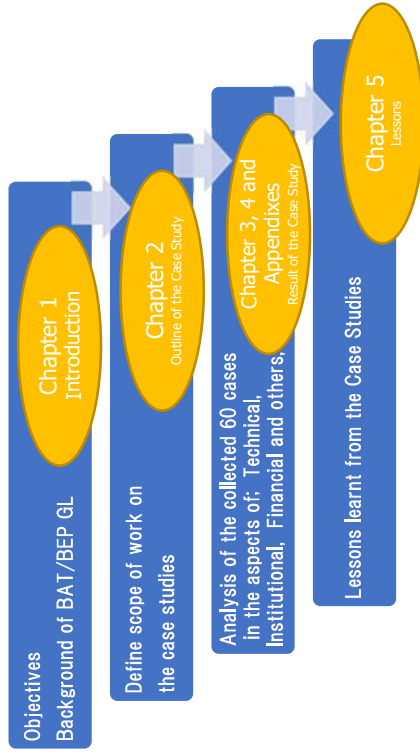 Objectives
Background of BAT/BEP GL
Chapter 1
Introduction
Define scope of work on
the case studies
Chapter 2
Outline of the Case Study
Analysis of the collected 60 cases
in the aspects of; Technical,
Institutional, Financial and others,
Chapter 3, 4 and
Appendixes
Result of the Case Study
Lessons learnt from the Case Studies
Chapter 5
Lessons